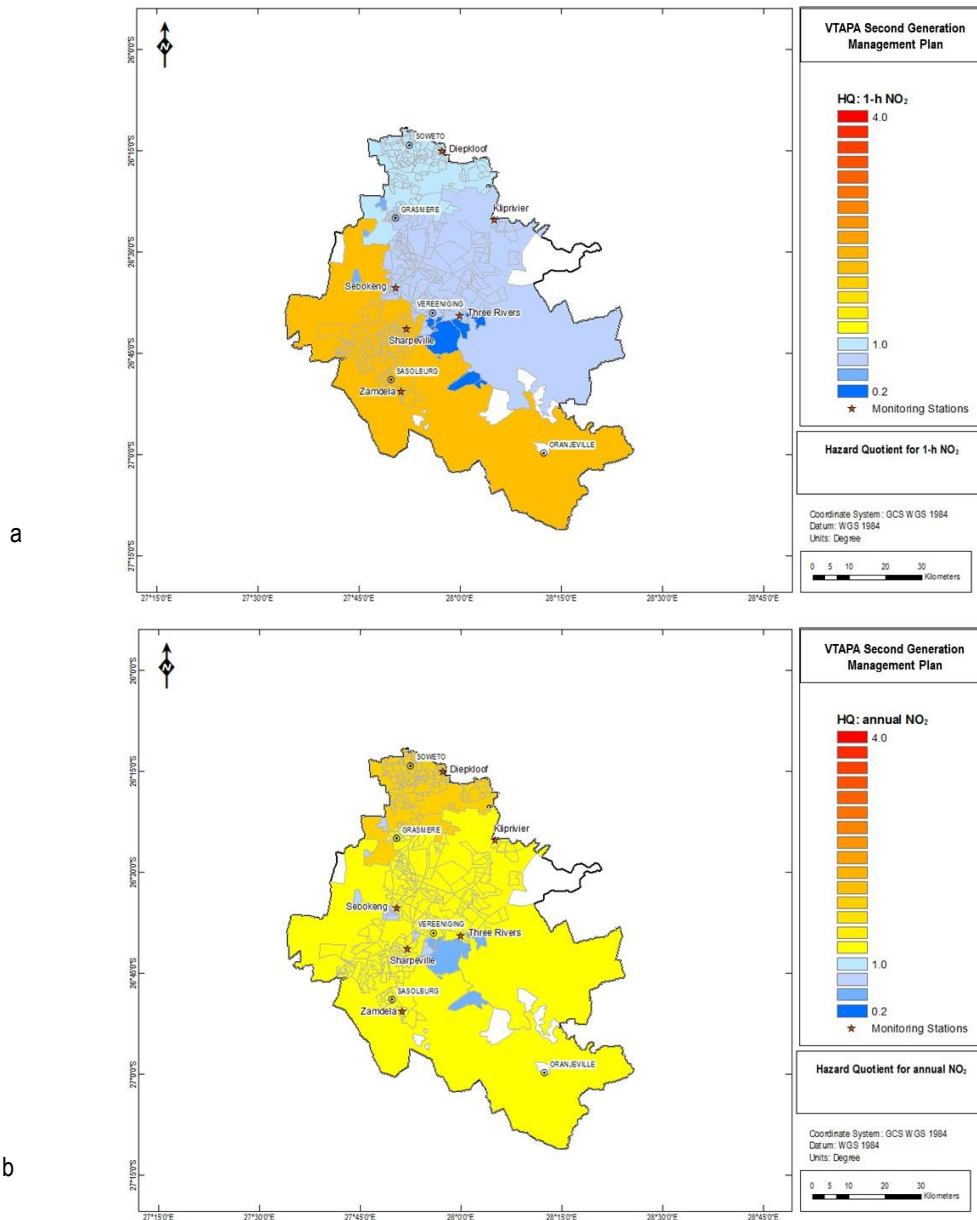 VTAPA Second Generation
Management Plan
HQ: 1-h NO₂
4.0
1.0
0.2
Monitoring Stations
Hazard Quotient for 1-h NO₂
Coordinate System: GCS WGS 1984
Datum: WGS 1984
Units: Degree
0 5 10 20 30
Kilometers
N
26°0'0"S
26°15'0"S
26°30'0"S
26°45'0"S
27°0'0"S
27°15'0"S
SOWETO
Diepkloof
Kliprivier
GRASMERE
Sebokeng
VEREENIGING
Three Rivers
Sharpeville
SASOLBURG
Zamdela
ORANJEVILLE
27°15'0"E 27°30'0"E 27°45'0"E 28°0'0"E 28°15'0"E 28°30'0"E 28°45'0"E
a
VTAPA Second Generation
Management Plan
HQ: annual NO₂
4.0
1.0
0.2
Monitoring Stations
Hazard Quotient for annual NO₂
Coordinate System: GCS WGS 1984
Datum: WGS 1984
Units: Degree
0 5 10 20 30
Kilometers
N
26°0'0"S
26°15'0"S
26°30'0"S
26°45'0"S
27°0'0"S
27°15'0"S
SOWETO
Diepkloof
Kliprivier
GRASMERE
Sebokeng
VEREENIGING
Three Rivers
Sharpeville
SASOLBURG
Zamdela
ORANJEVILLE
27°15'0"E 27°30'0"E 27°45'0"E 28°0'0"E 28°15'0"E 28°30'0"E 28°45'0"E
b